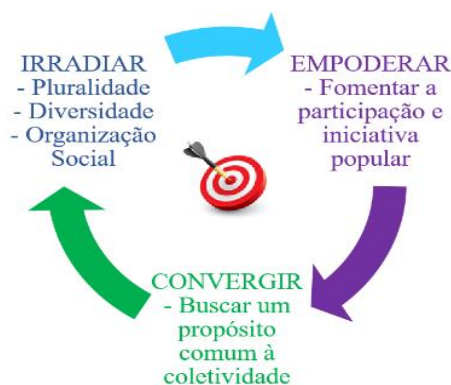 IRRADIAR
- Pluralidade
- Diversidade
- Organização
Social
EMPODERAR
- Fomentar a
participação e
iniciativa
popular
CONVERGIR
- Buscar um
propósito
comum à
coletividade